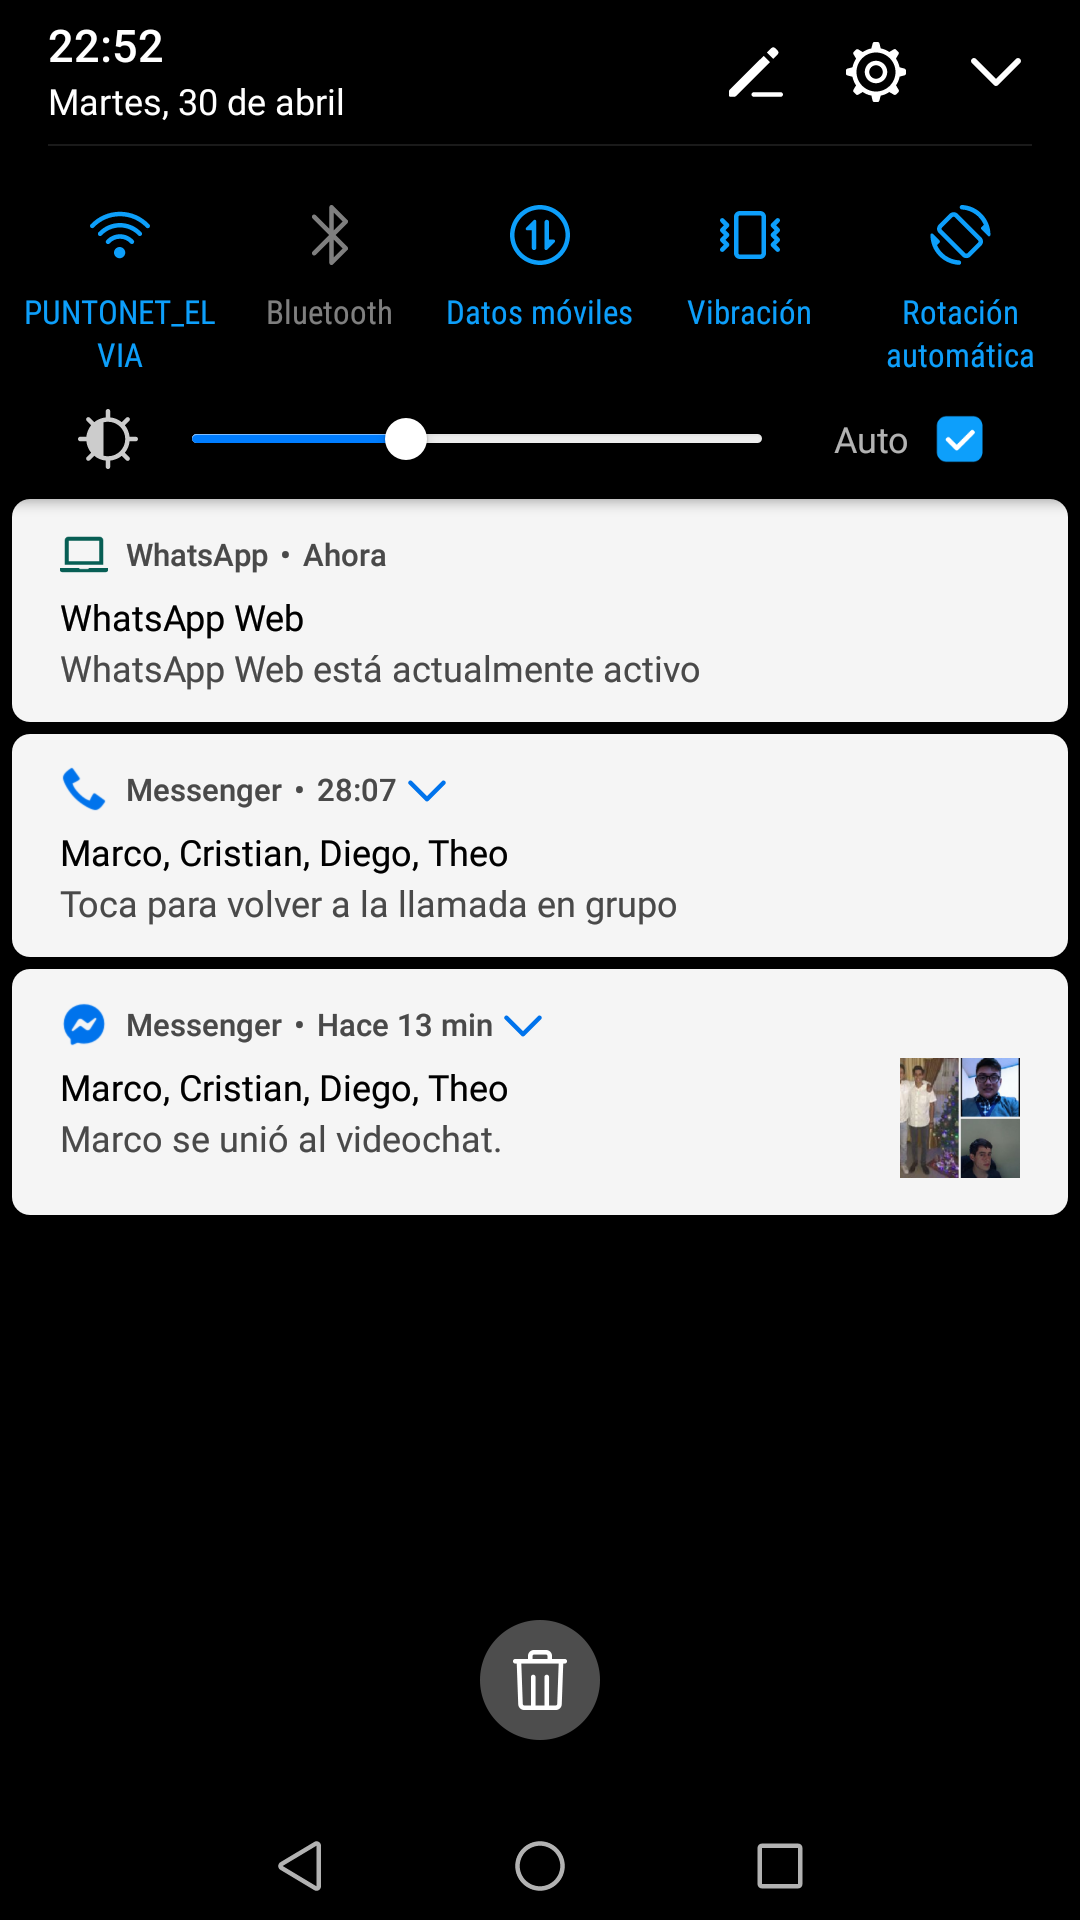 22:52
Martes, 30 de abril
PUNTONET_EL
VIA
Bluetooth
Datos móviles
Vibración
Rotación
automática
Auto
WhatsApp • Ahora
WhatsApp Web
WhatsApp Web está actualmente activo
Messenger • 28:07
Marco, Cristian, Diego, Theo
Toca para volver a la llamada en grupo
Messenger • Hace 13 min
Marco, Cristian, Diego, Theo
Marco se unió al videochat.